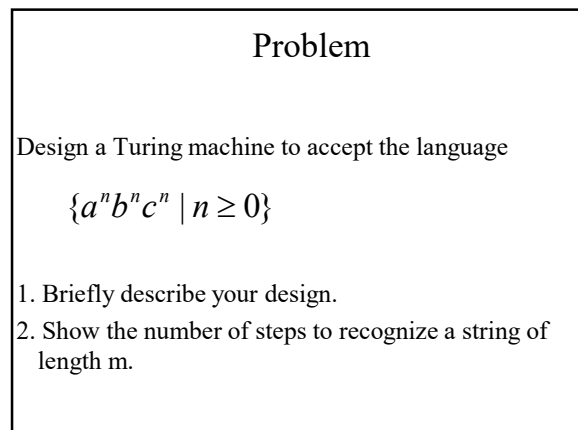 Problem
Design a Turing machine to accept the language
{aⁿbⁿcⁿ | n ≥ 0}
1. Briefly describe your design.
2. Show the number of steps to recognize a string of
length m.